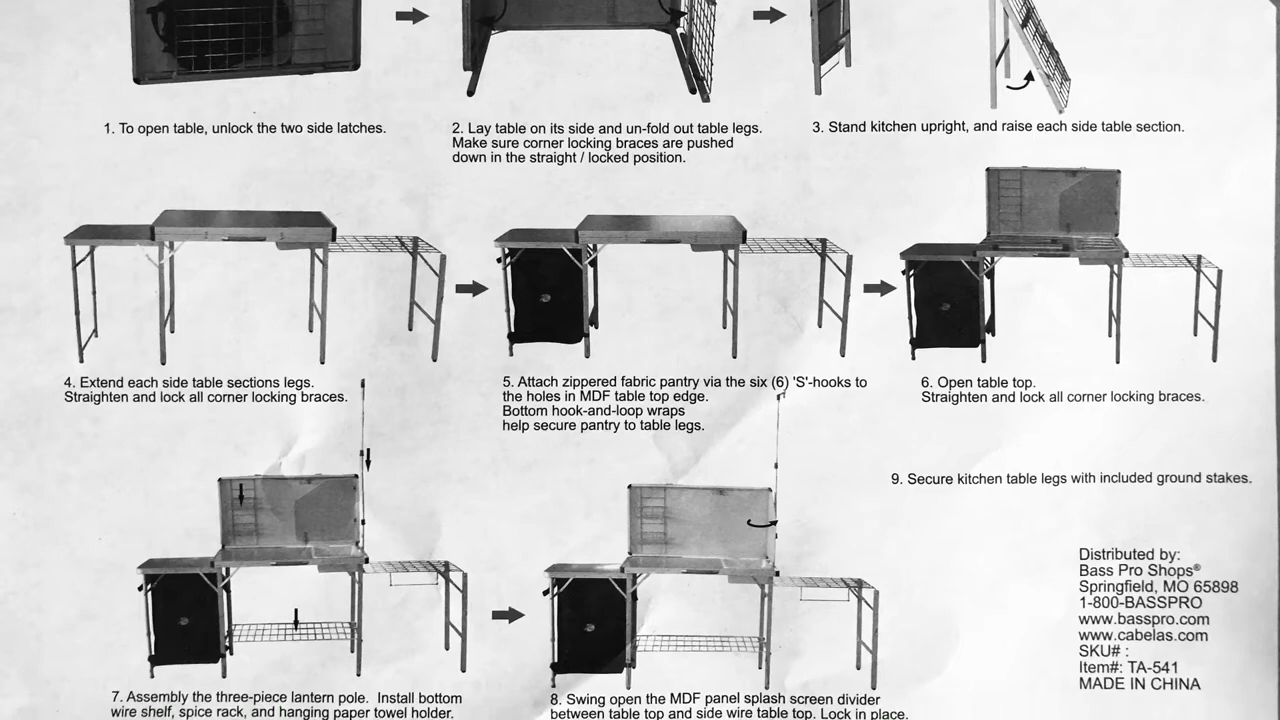 1. To open table, unlock the two side latches.
2. Lay table on its side and un-fold out table legs.
Make sure corner locking braces are pushed
down in the straight / locked position.
3. Stand kitchen upright, and raise each side table section.
4. Extend each side table sections legs.
Straighten and lock all corner locking braces.
5. Attach zippered fabric pantry via the six (6) 'S'-hooks to
the holes in MDF table top edge.
Bottom hook-and-loop wraps
help secure pantry to table legs.
6. Open table top.
Straighten and lock all corner locking braces.
7. Assembly the three-piece lantern pole. Install bottom
wire shelf, spice rack, and hanging paper towel holder.
8. Swing open the MDF panel splash screen divider
between table top and side wire table top. Lock in place.
9. Secure kitchen table legs with included ground stakes.
Distributed by:
Bass Pro Shops®
Springfield, MO 65898
1-800-BASSPRO
www.basspro.com
www.cabelas.com
SKU# :
Item#: TA-541
MADE IN CHINA